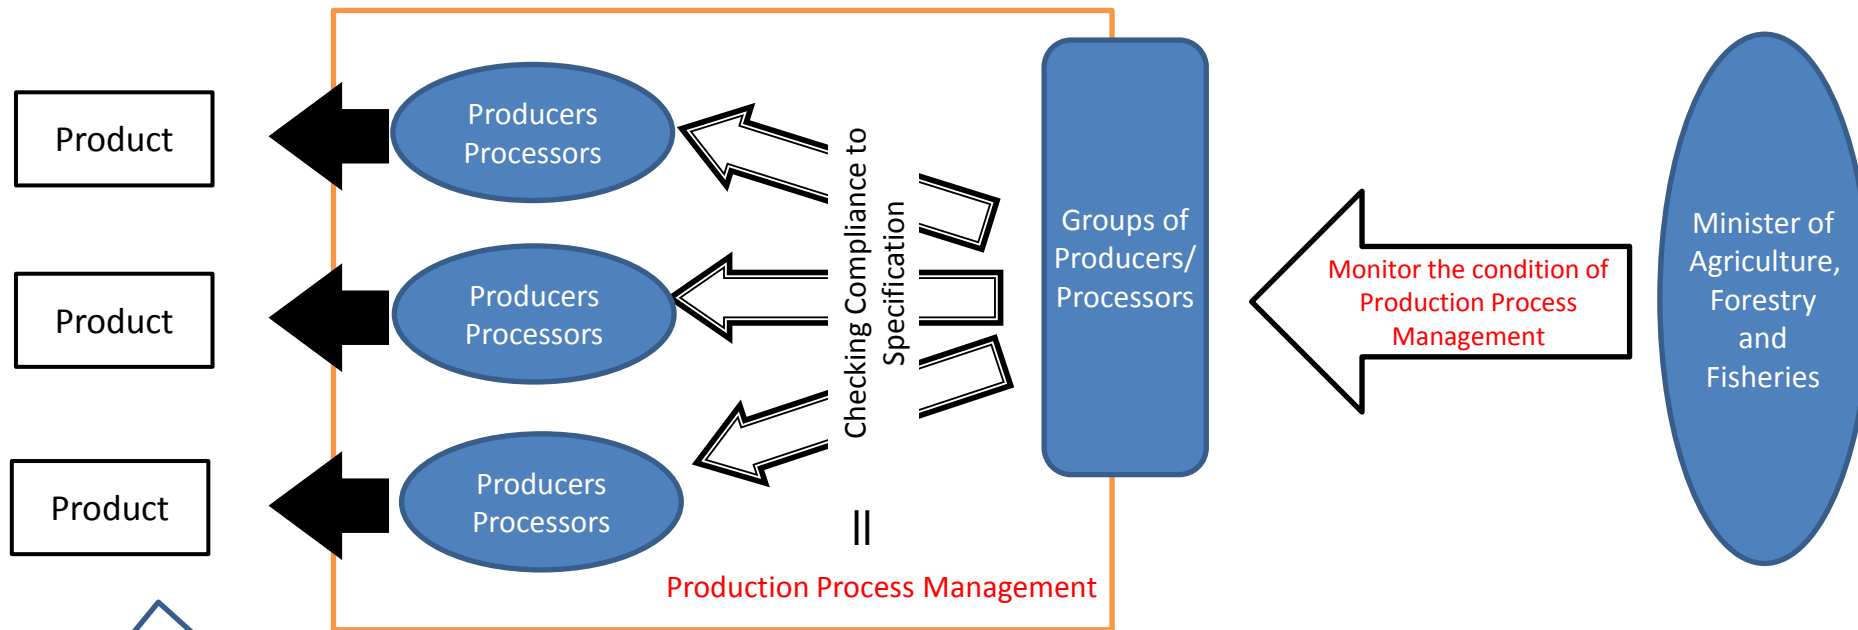 Product
Product
Product
Producers
Processors
Producers
Processors
Producers
Processors
Checking Compliance to
Specification
||
Production Process Management
Groups of
Producers/
Processors
Monitor the condition of
Production Process
Management
Minister of
Agriculture,
Forestry
and
Fisheries